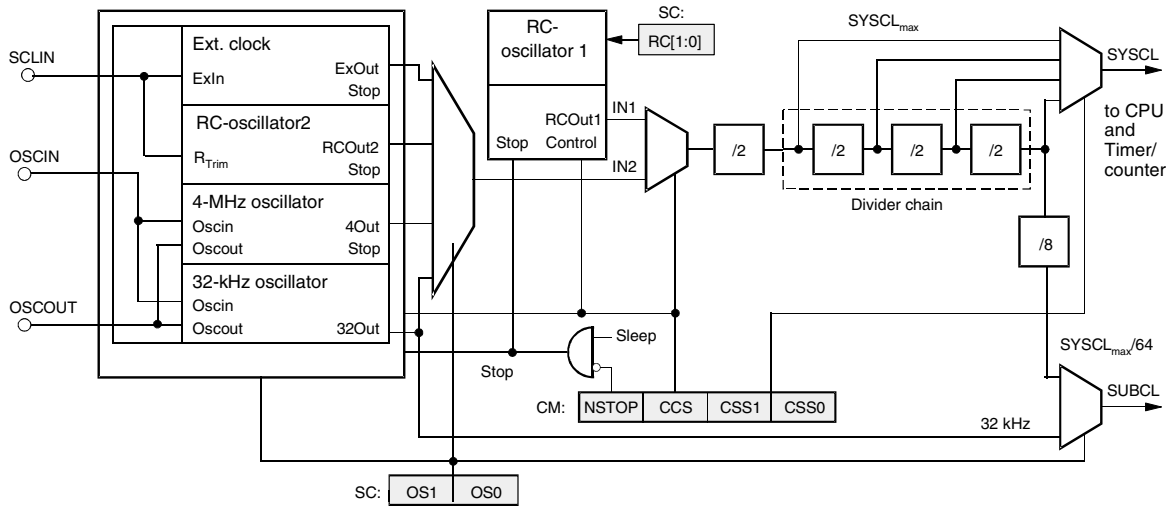 SCLIN
OSCIN
OSCOUT
Ext. clock
ExIn
ExOut
Stop
RC-oscillator2
R_Trim
RCOut2
Stop
4-MHz oscillator
Oscin
Oscout
4Out
Stop
32-kHz oscillator
Oscin
Oscout
32Out
RC-
oscillator 1
RCOut1
Stop Control
SC:
RC[1:0]
IN1
IN2
/2
/2
/2
/2
Divider chain
SYSCLmax
SYSCL
to CPU
and
Timer/
counter
/8
SYSCLmax/64
SUBCL
Sleep
Stop
CM: NSTOP CCS CSS1 CSS0
32 kHz
SC: OS1 OS0